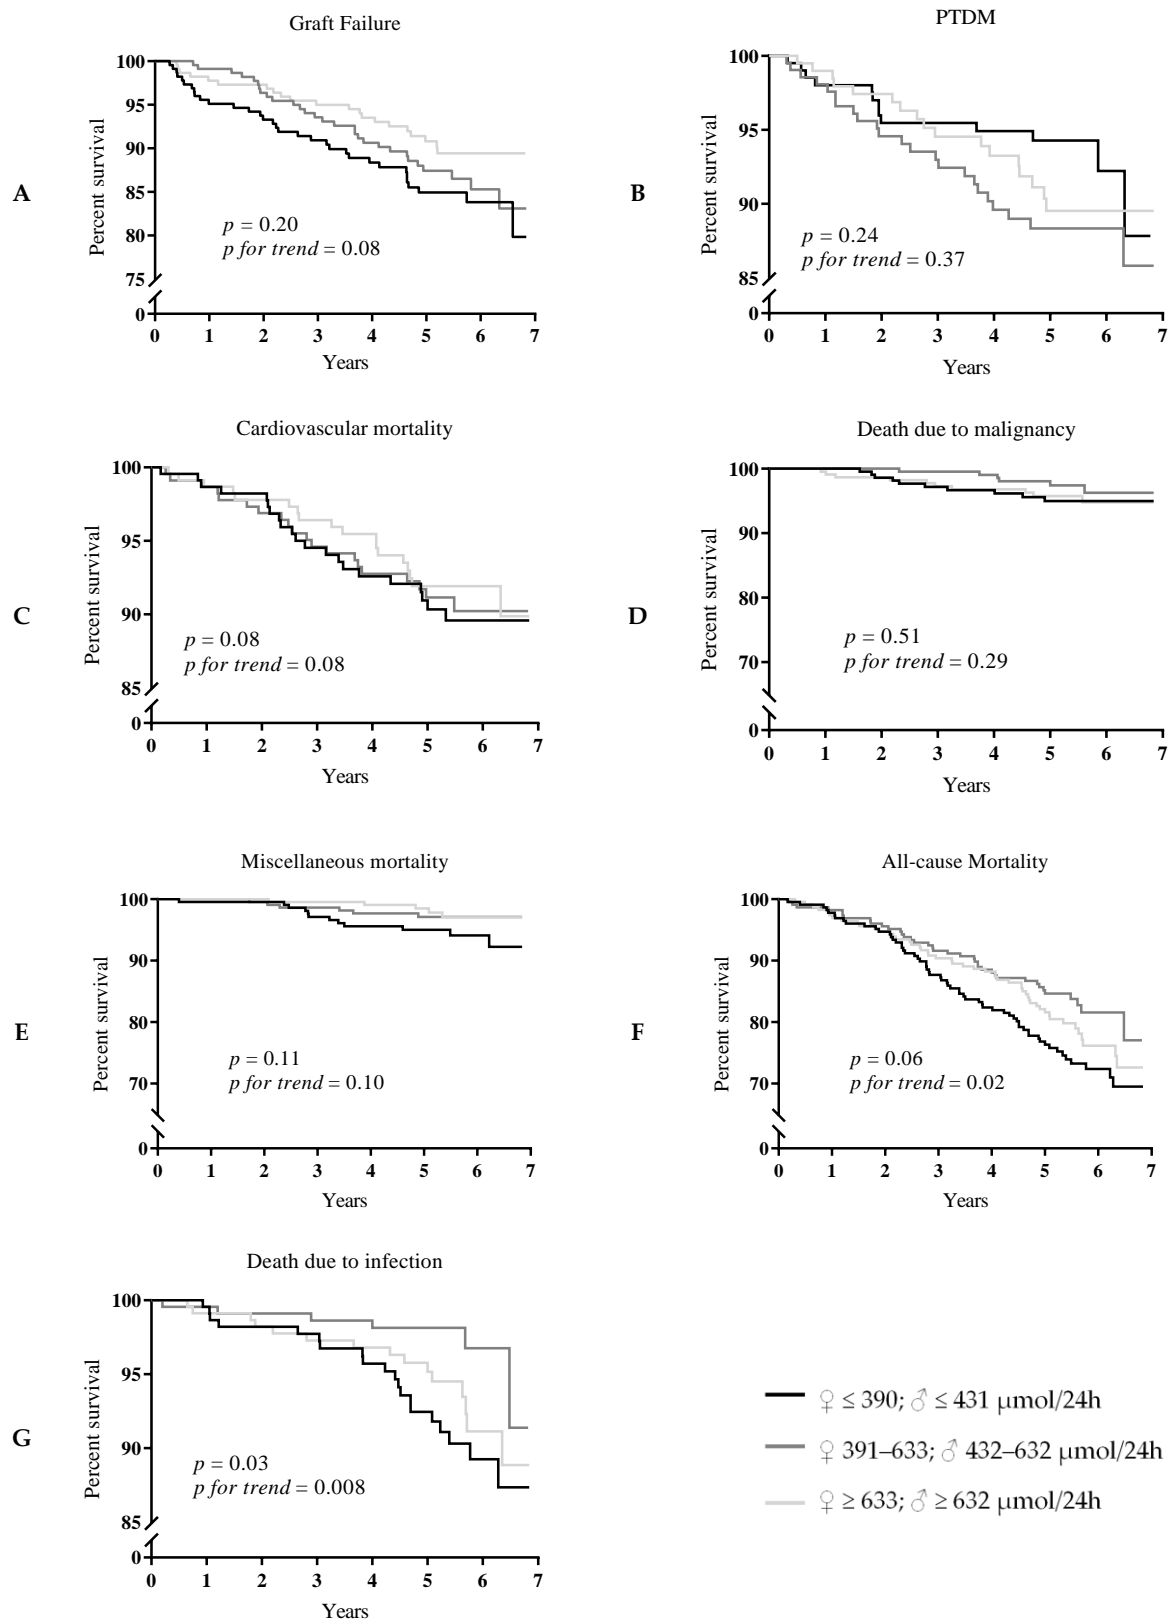 Graft Failure
100
95
90
85
80
75
0
Percent survival
A
p = 0.20
p for trend = 0.08
0 1 2 3 4 5 6 7
Years
PTDM
100
95
90
85
0
Percent survival
B
p = 0.24
p for trend = 0.37
0 1 2 3 4 5 6 7
Years
Cardiovascular mortality
100
95
90
85
0
Percent survival
C
p = 0.08
p for trend = 0.08
0 1 2 3 4 5 6 7
Years
Death due to malignancy
100
90
80
70
0
Percent survival
D
p = 0.51
p for trend = 0.29
0 1 2 3 4 5 6 7
Years
Miscellaneous mortality
100
90
80
70
0
Percent survival
E
p = 0.11
p for trend = 0.10
0 1 2 3 4 5 6 7
Years
All-cause Mortality
100
90
80
70
0
Percent survival
F
p = 0.06
p for trend = 0.02
0 1 2 3 4 5 6 7
Years
Death due to infection
100
95
90
85
0
Percent survival
G
p = 0.03
p for trend = 0.008
0 1 2 3 4 5 6 7
Years
♀ ≤ 390; ♂ ≤ 431 µmol/24h
♀ 391–633; ♂ 432–632 µmol/24h
♀ ≥ 633; ♂ ≥ 632 µmol/24h